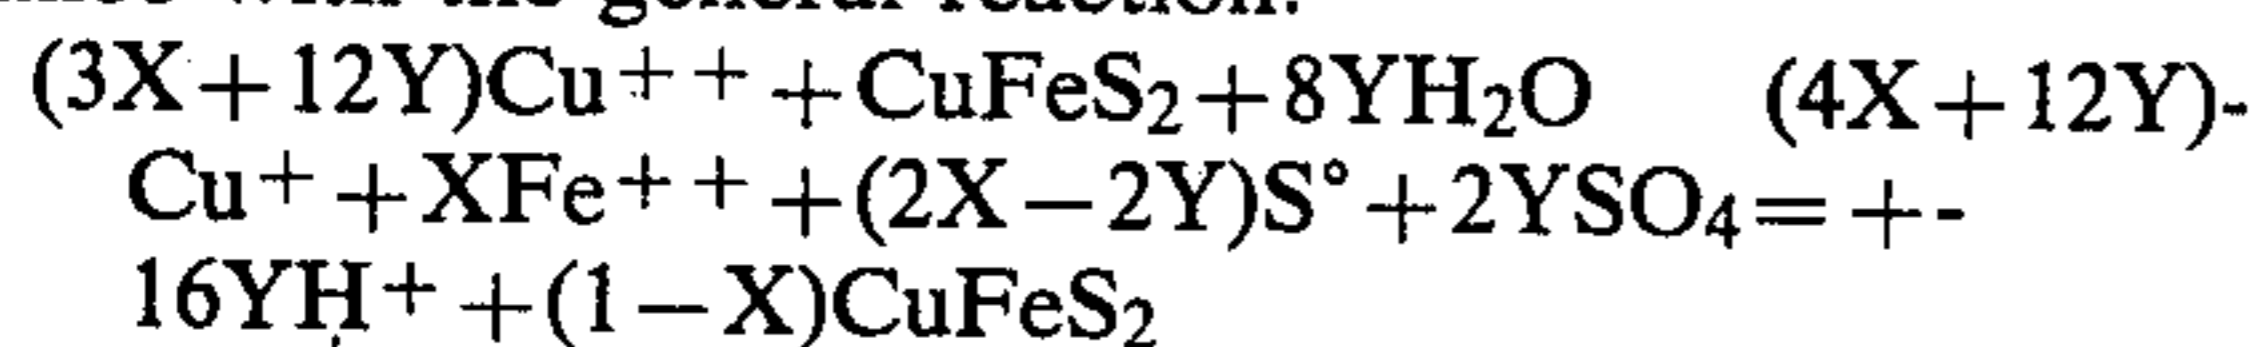 (3X+12Y)Cu⁺⁺+CuFeS₂+8YH₂O (4X+12Y)-
Cu⁺+XFe⁺⁺+(2X−2Y)S°+2YSO₄=+-
16YH⁺+(1−X)CuFeS₂